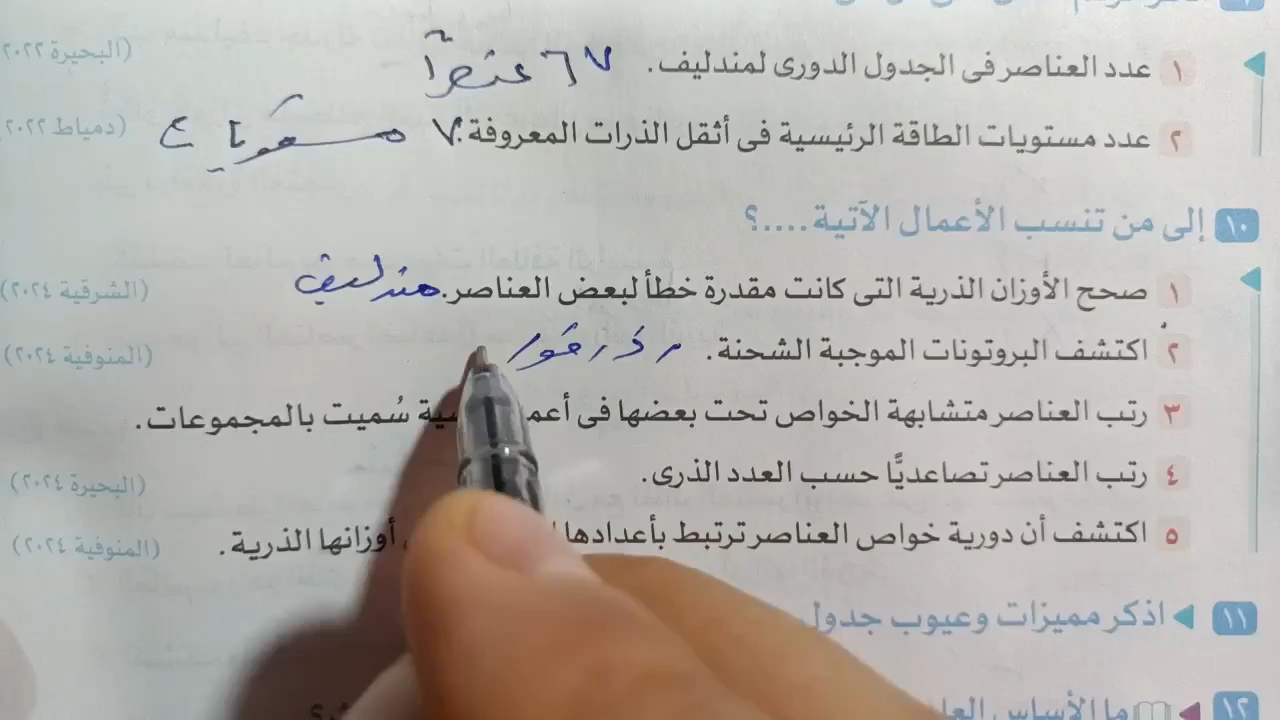 ١ عدد العناصر فى الجدول الدورى لمندليف. ٦٧ عنصراً (البحيرة ٢٠٢٢
٢ عدد مستويات الطاقة الرئيسية فى أثقل الذرات المعروفة. ٧ (دمياط ٢٠٢٢
١٠ إلى من تنسب الأعمال الآتية .....؟
١ صحح الأوزان الذرية التى كانت مقدرة خطأ لبعض العناصر. مندليف (الشرقية ٢٠٢٤)
٢ اكتشف البروتونات الموجبة الشحنة. رذرفور (المنوفية ٢٠٢٤)
٣ رتب العناصر متشابهة الخواص تحت بعضها فى سُميت بالمجموعات.
٤ رتب العناصر تصاعديًّا حسب العدد الذرى. (البحيرة ٢٠٢٤)
٥ اكتشف أن دورية خواص العناصر ترتبط بأعدادها أوزانها الذرية. (المنوفية ٢٠٢٤)
١١ اذكر مميزات وعيوب جدول
١٢ ما الأساس